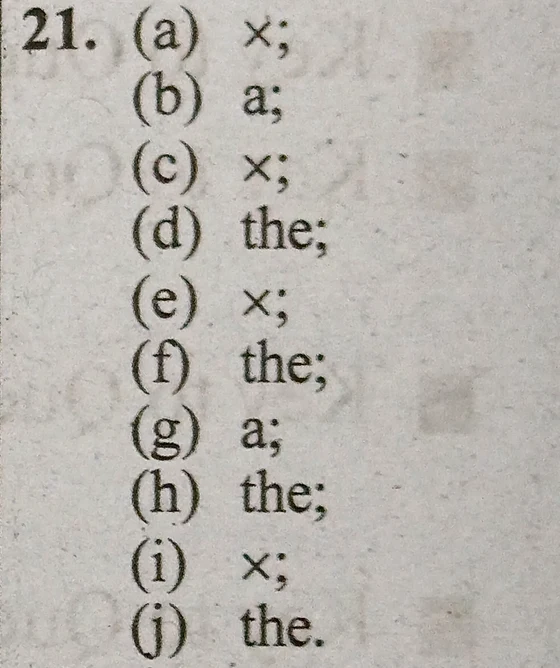 21. (a) ×;
(b) a;
(c) ×;
(d) the;
(e) ×;
(f) the;
(g) a;
(h) the;
(i) ×;
(j) the.